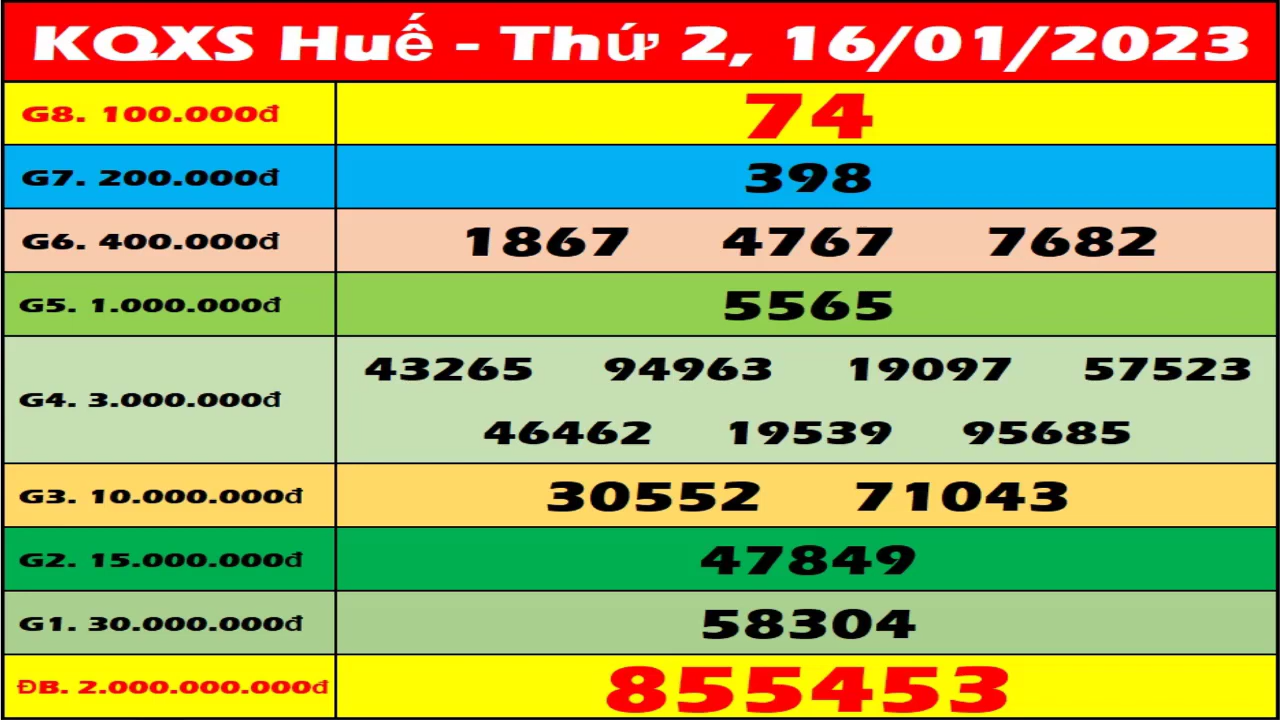 KQXS Huế - Thứ 2, 16/01/2023
G8. 100.000đ 74
G7. 200.000đ 398
G6. 400.000đ 1867 4767 7682
G5. 1.000.000đ 5565
G4. 3.000.000đ 43265 94963 19097 57523
46462 19539 95685
G3. 10.000.000đ 30552 71043
G2. 15.000.000đ 47849
G1. 30.000.000đ 58304
ĐB. 2.000.000.000đ 855453